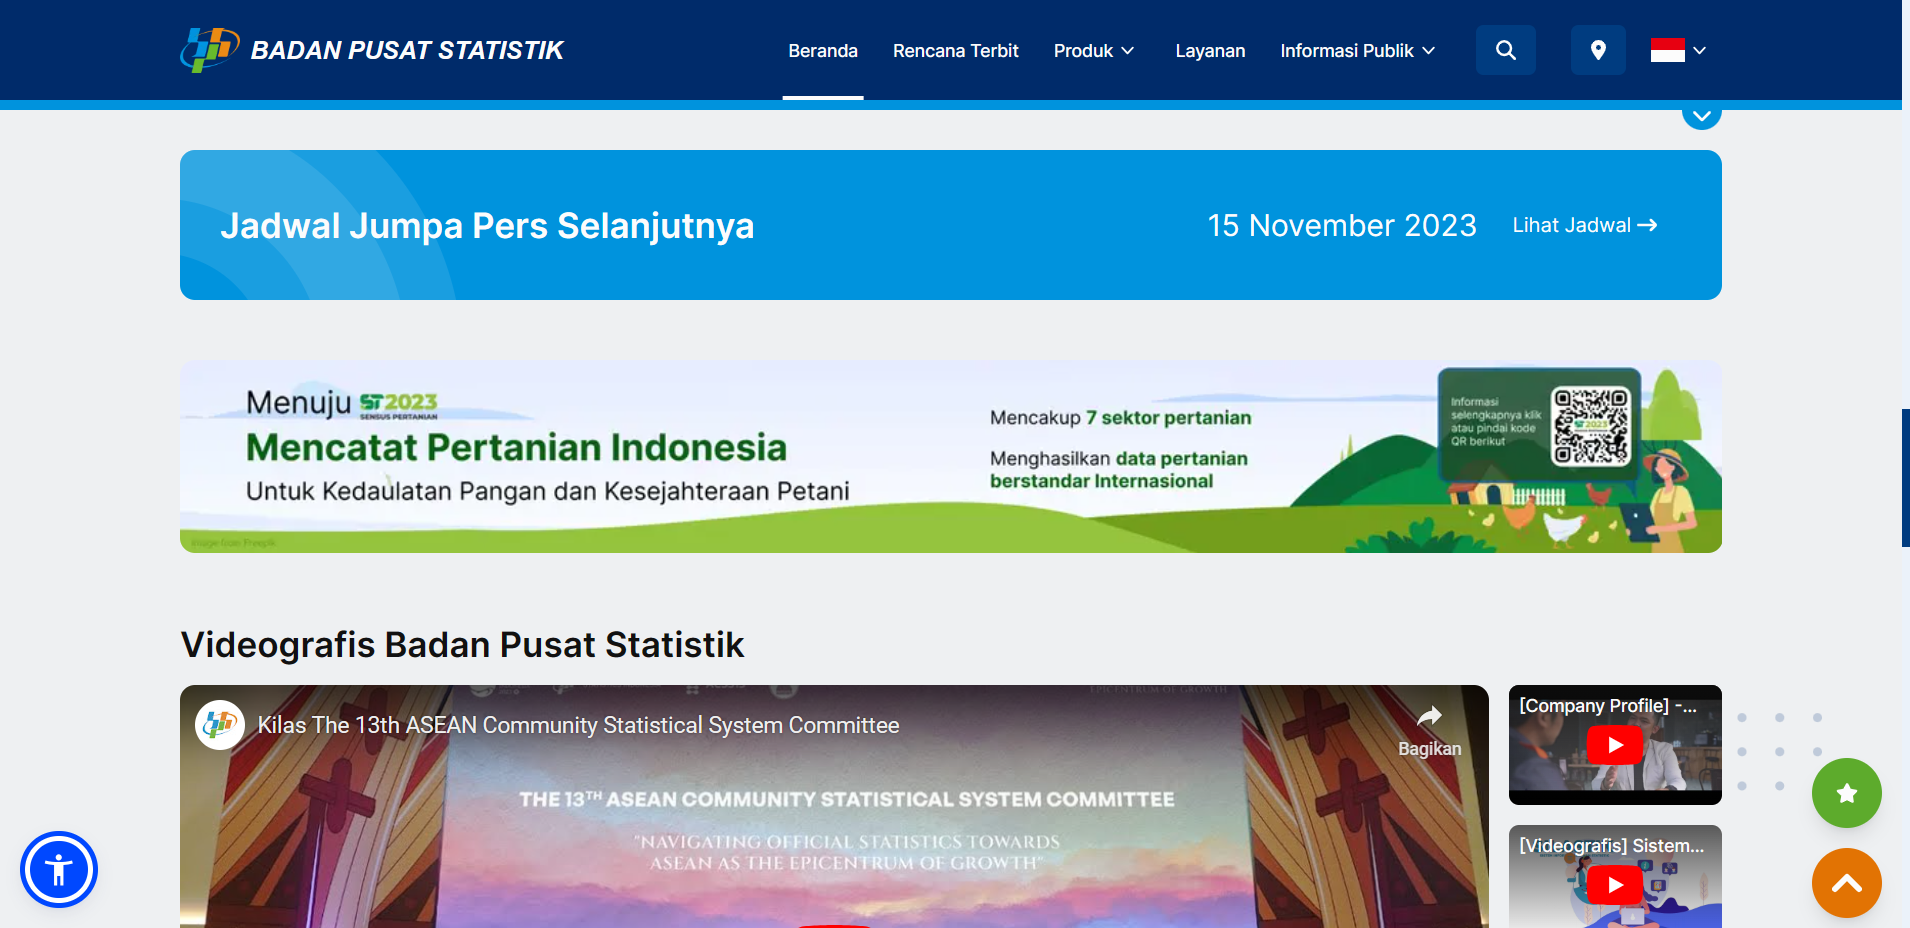 BADAN PUSAT STATISTIK
Beranda
Rencana Terbit
Produk
Layanan
Informasi Publik
Jadwal Jumpa Pers Selanjutnya
15 November 2023
Lihat Jadwal
Menuju ST2023
SENSUS PERTANIAN
Mencatat Pertanian Indonesia
Untuk Kedaulatan Pangan dan Kesejahteraan Petani
Mencakup 7 sektor pertanian
Menghasilkan data pertanian
berstandar Internasional
Informasi
selengkapnya klik
atau pindai kode
QR berikut
Image from Freepik
Videografis Badan Pusat Statistik
Kilas The 13th ASEAN Community Statistical System Committee
Bagikan
EPICENTRUM OF GROWTH
THE 13TH ASEAN COMMUNITY STATISTICAL SYSTEM COMMITTEE
"NAVIGATING OFFICIAL STATISTICS TOWARDS
ASEAN AS THE EPICENTRUM OF GROWTH"
[Company Profile] -...
[Videografis] Sistem...